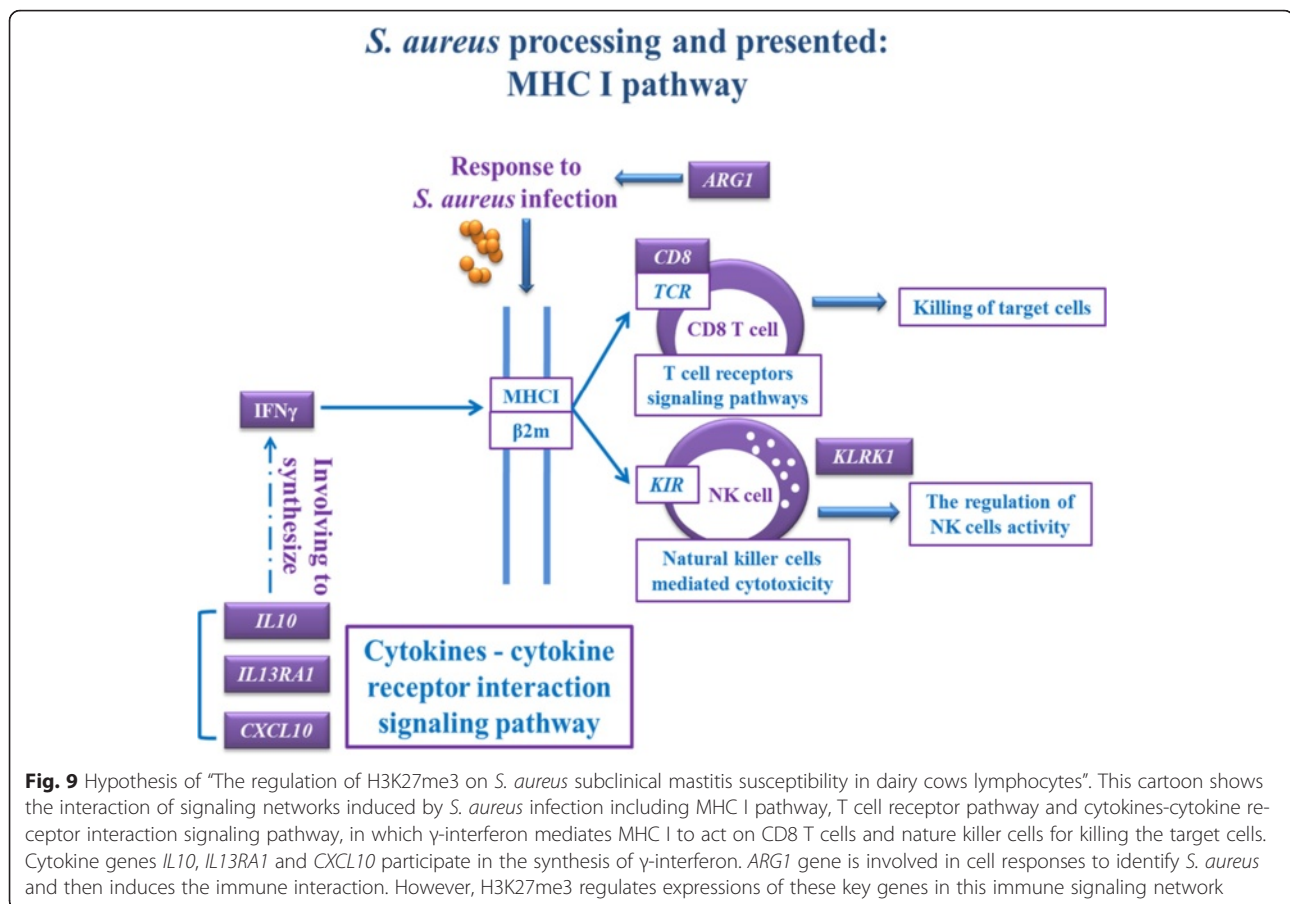 S. aureus processing and presented:
MHC I pathway
Response to
S. aureus infection
ARG1
CD8
TCR
CD8 T cell
T cell receptors
signaling pathways
Killing of target cells
IFNγ
MHCI
β2m
KIR
NK cell
KLRK1
The regulation of
NK cells activity
Natural killer cells
mediated cytotoxicity
Involving to
synthesize
IL10
IL13RA1
CXCL10
Cytokines - cytokine
receptor interaction
signaling pathway
Fig. 9 Hypothesis of "The regulation of H3K27me3 on S. aureus subclinical mastitis susceptibility in dairy cows lymphocytes". This cartoon shows
the interaction of signaling networks induced by S. aureus infection including MHC I pathway, T cell receptor pathway and cytokines-cytokine re-
ceptor interaction signaling pathway, in which γ-interferon mediates MHC I to act on CD8 T cells and nature killer cells for killing the target cells.
Cytokine genes IL10, IL13RA1 and CXCL10 participate in the synthesis of γ-interferon. ARG1 gene is involved in cell responses to identify S. aureus
and then induces the immune interaction. However, H3K27me3 regulates expressions of these key genes in this immune signaling network